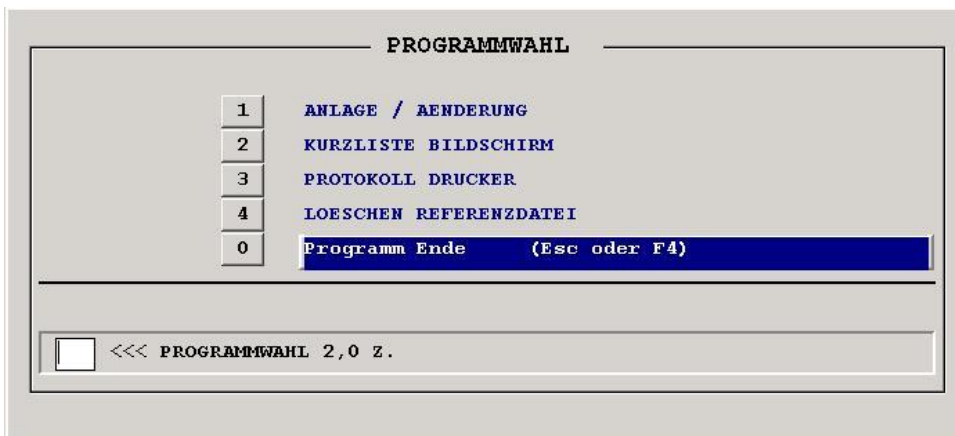 PROGRAMMWAHL
1 ANLAGE / AENDERUNG
2 KURZLISTE BILDSCHIRM
3 PROTOKOLL DRUCKER
4 LOESCHEN REFERENZDATEI
0 Programm Ende (Esc oder F4)
<<< PROGRAMMWAHL 2,0 Z.